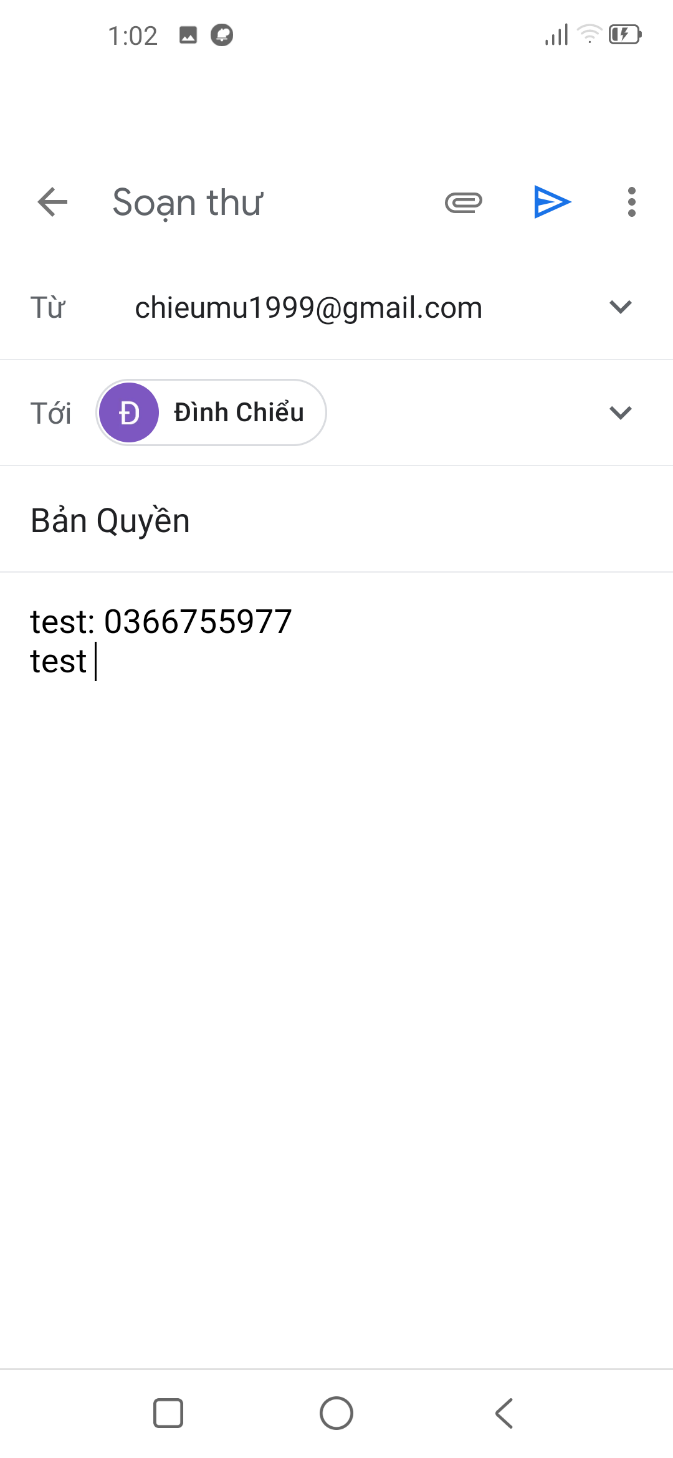 1:02
Soạn thư
Từ chieumu1999@gmail.com
Tới Đ Đình Chiểu
Bản Quyền
test: 0366755977
test